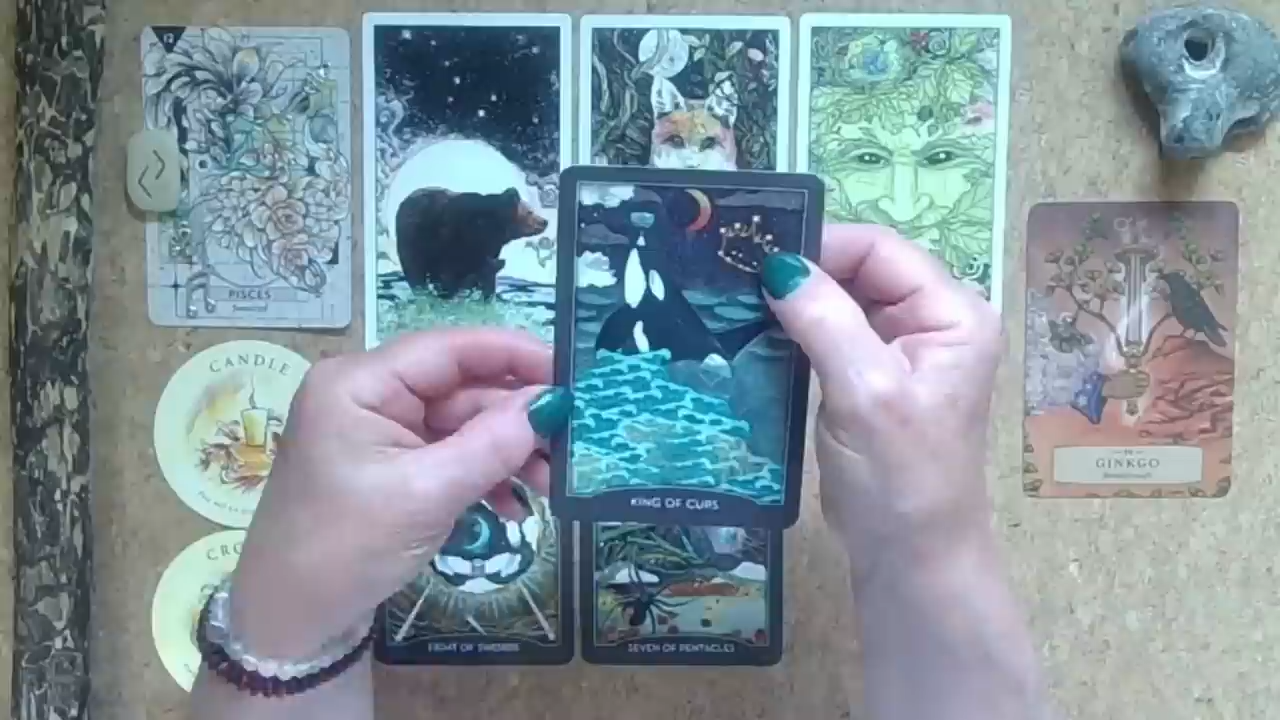 PISCES
CANDLE
CRO
KING OF CUPS
GINKGO
EIGHT OF SWORDS
SEVEN OF PENTACLES